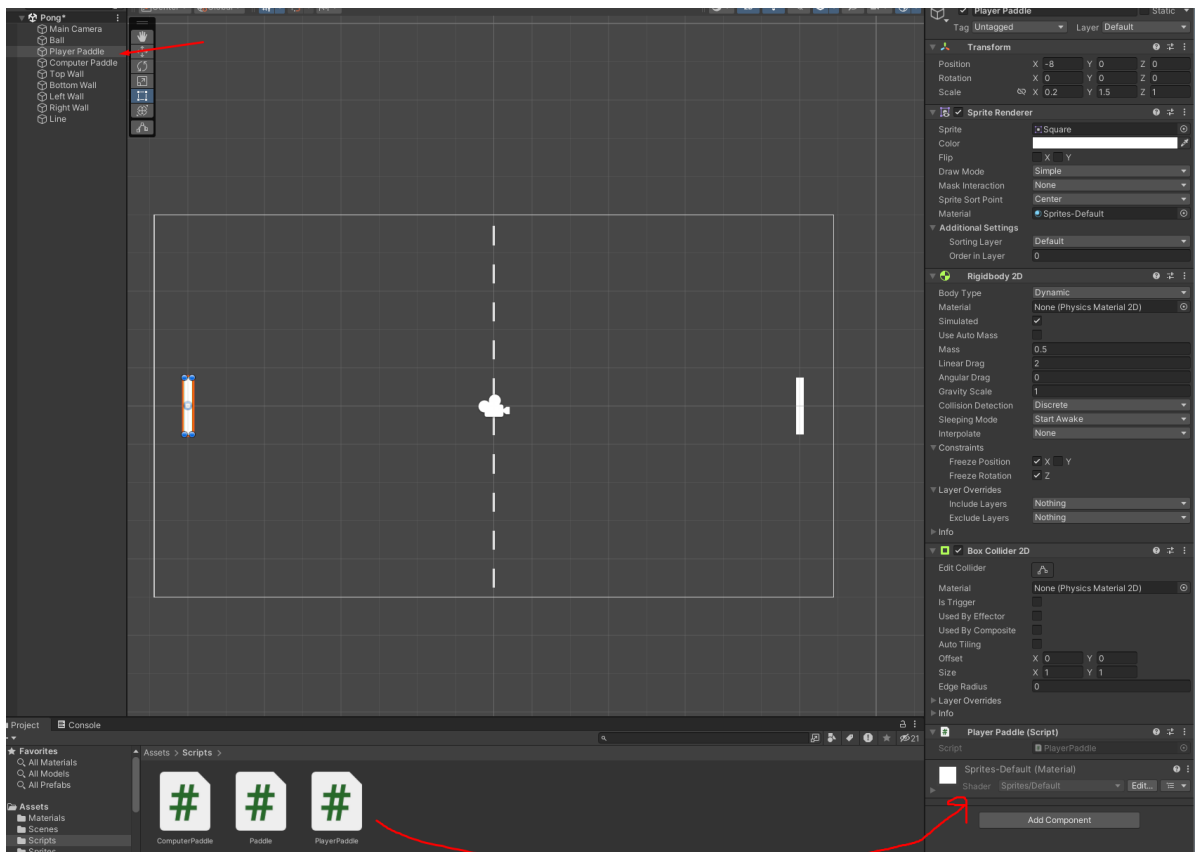 Pong*
Main Camera
Ball
Player Paddle
Computer Paddle
Top Wall
Bottom Wall
Left Wall
Right Wall
Line
Player Paddle Static
Tag Untagged Layer Default
Transform
Position X -8 Y 0 Z 0
Rotation X 0 Y 0 Z 0
Scale X 0.2 Y 1.5 Z 1
Sprite Renderer
Sprite Square
Color
Flip X Y
Draw Mode Simple
Mask Interaction None
Sprite Sort Point Center
Material Sprites-Default
Additional Settings
Sorting Layer Default
Order in Layer 0
Rigidbody 2D
Body Type Dynamic
Material None (Physics Material 2D)
Simulated
Use Auto Mass
Mass 0.5
Linear Drag 2
Angular Drag 0
Gravity Scale 1
Collision Detection Discrete
Sleeping Mode Start Awake
Interpolate None
Constraints
Freeze Position X Y
Freeze Rotation Z
Layer Overrides
Include Layers Nothing
Exclude Layers Nothing
Info
Box Collider 2D
Edit Collider
Material None (Physics Material 2D)
Is Trigger
Used By Effector
Used By Composite
Auto Tiling
Offset X 0 Y 0
Size X 1 Y 1
Edge Radius 0
Layer Overrides
Info
Player Paddle (Script)
Script PlayerPaddle
Sprites-Default (Material)
Shader Sprites/Default Edit...
Add Component
Project Console
21
Favorites
All Materials
All Models
All Prefabs
Assets
Materials
Scenes
Scripts
Sprites
Assets > Scripts >
ComputerPaddle Paddle PlayerPaddle